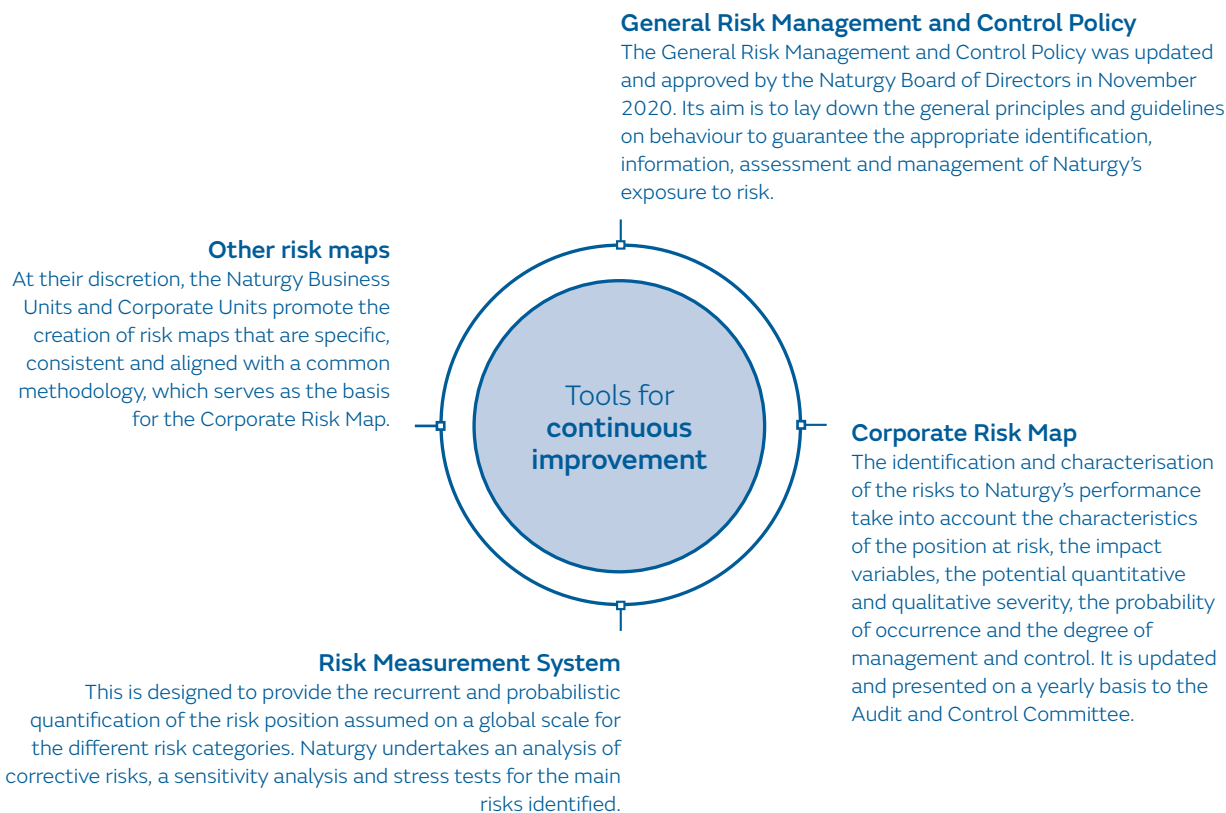 General Risk Management and Control Policy
The General Risk Management and Control Policy was updated
and approved by the Naturgy Board of Directors in November
2020. Its aim is to lay down the general principles and guidelines
on behaviour to guarantee the appropriate identification,
information, assessment and management of Naturgy's
exposure to risk.
Other risk maps
At their discretion, the Naturgy Business
Units and Corporate Units promote the
creation of risk maps that are specific,
consistent and aligned with a common
methodology, which serves as the basis
for the Corporate Risk Map.
Tools for
continuous
improvement
Corporate Risk Map
The identification and characterisation
of the risks to Naturgy's performance
take into account the characteristics
of the position at risk, the impact
variables, the potential quantitative
and qualitative severity, the probability
of occurrence and the degree of
management and control. It is updated
and presented on a yearly basis to the
Audit and Control Committee.
Risk Measurement System
This is designed to provide the recurrent and probabilistic
quantification of the risk position assumed on a global scale for
the different risk categories. Naturgy undertakes an analysis of
corrective risks, a sensitivity analysis and stress tests for the main
risks identified.